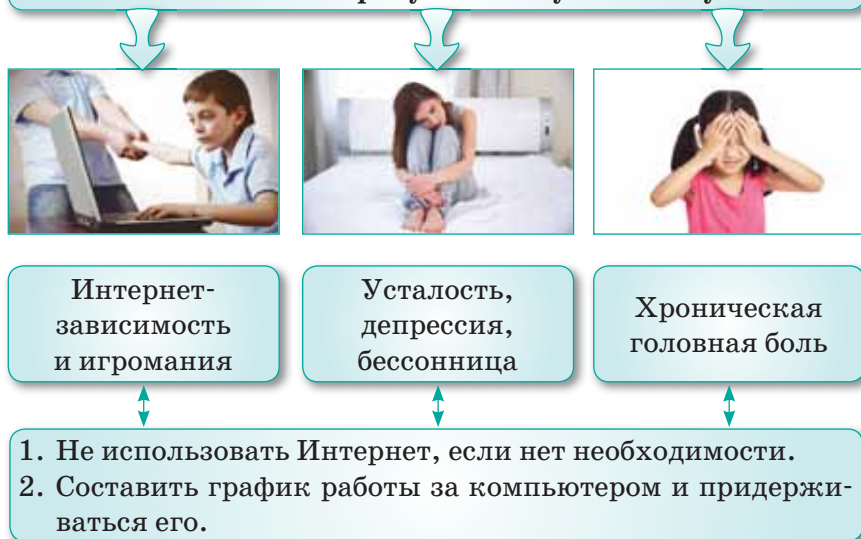 Интернет-
зависимость
и игромания
Усталость,
депрессия,
бессонница
Хроническая
головная боль
1. Не использовать Интернет, если нет необходимости.
2. Составить график работы за компьютером и придержи-
ваться его.